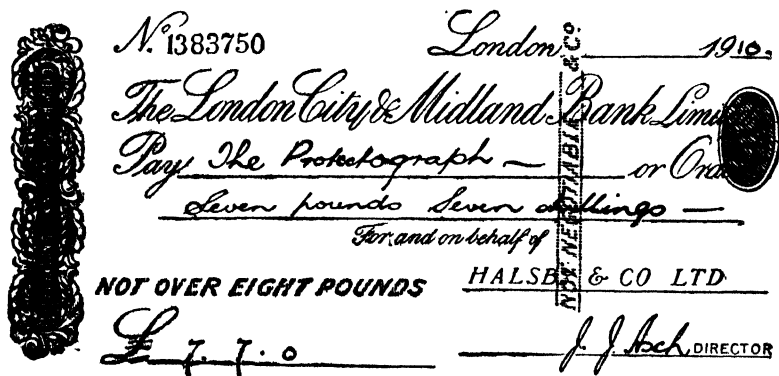 No. 1383750 London 1910.
The London City & Midland Bank Limi
Pay The Protectograph — or Ord
Seven pounds Seven shillings —
For and on behalf of
NOT OVER EIGHT POUNDS HALSBY & CO LTD
£ 7. 7. 0 J. J. Asch DIRECTOR
NOT NEGOTIABLE & Co